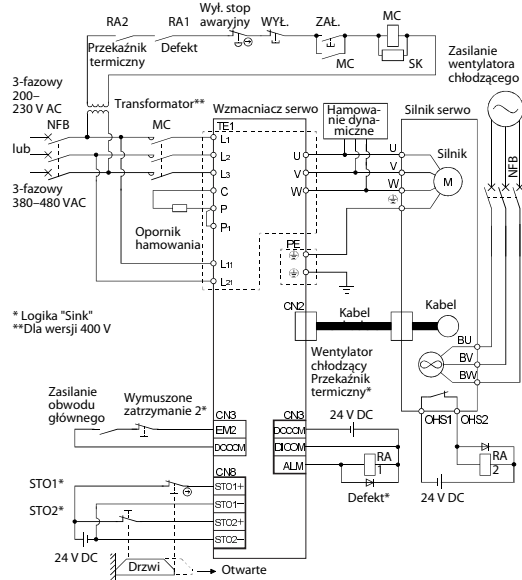 RA2
RA1
Wył. stop
awaryjny
WYŁ.
ZAŁ.
MC
MC
SK
Przekaźnik
termiczny
Defekt
Zasilanie
wentylatora
chłodzącego
3-fazowy
200–
230 V AC
NFB
lub
3-fazowy
380–480 VAC
Transformator**
MC
Wzmacniacz serwo
TE1
L1
L2
L3
C
P
P1
L11
L21
Opornik
hamowania
Hamowa-
nie dyna-
miczne
U
V
W
PE
Silnik serwo
U
V
W
Silnik
M
NFB
CN2
Kabel
Kabel
BU
BV
BW
* Logika "Sink"
**Dla wersji 400 V
Wentylator
chłodzący
Przekaźnik
termiczny*
OHS1
OHS2
Zasilanie
obwodu
głównego
Wymuszone
zatrzymanie 2*
CN3
EM2
DOCOM
CN3
DOCOM
DICOM
ALM
24 V DC
RA
1
Defekt*
RA
2
24 V DC
CN8
STO1*
STO2*
STO1+
STO1–
STO2+
STO2–
24 V DC
Drzwi
Otwarte